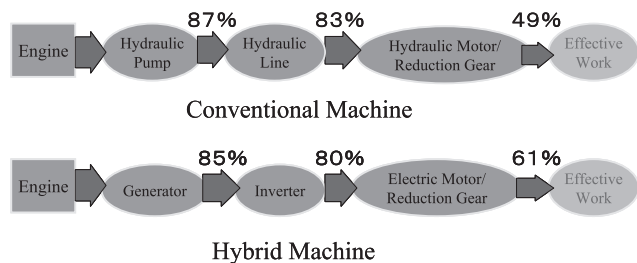 87% 83% 49%
Engine Hydraulic Pump Hydraulic Line Hydraulic Motor/ Reduction Gear Effective Work
Conventional Machine
85% 80% 61%
Engine Generator Inverter Electric Motor/ Reduction Gear Effective Work
Hybrid Machine